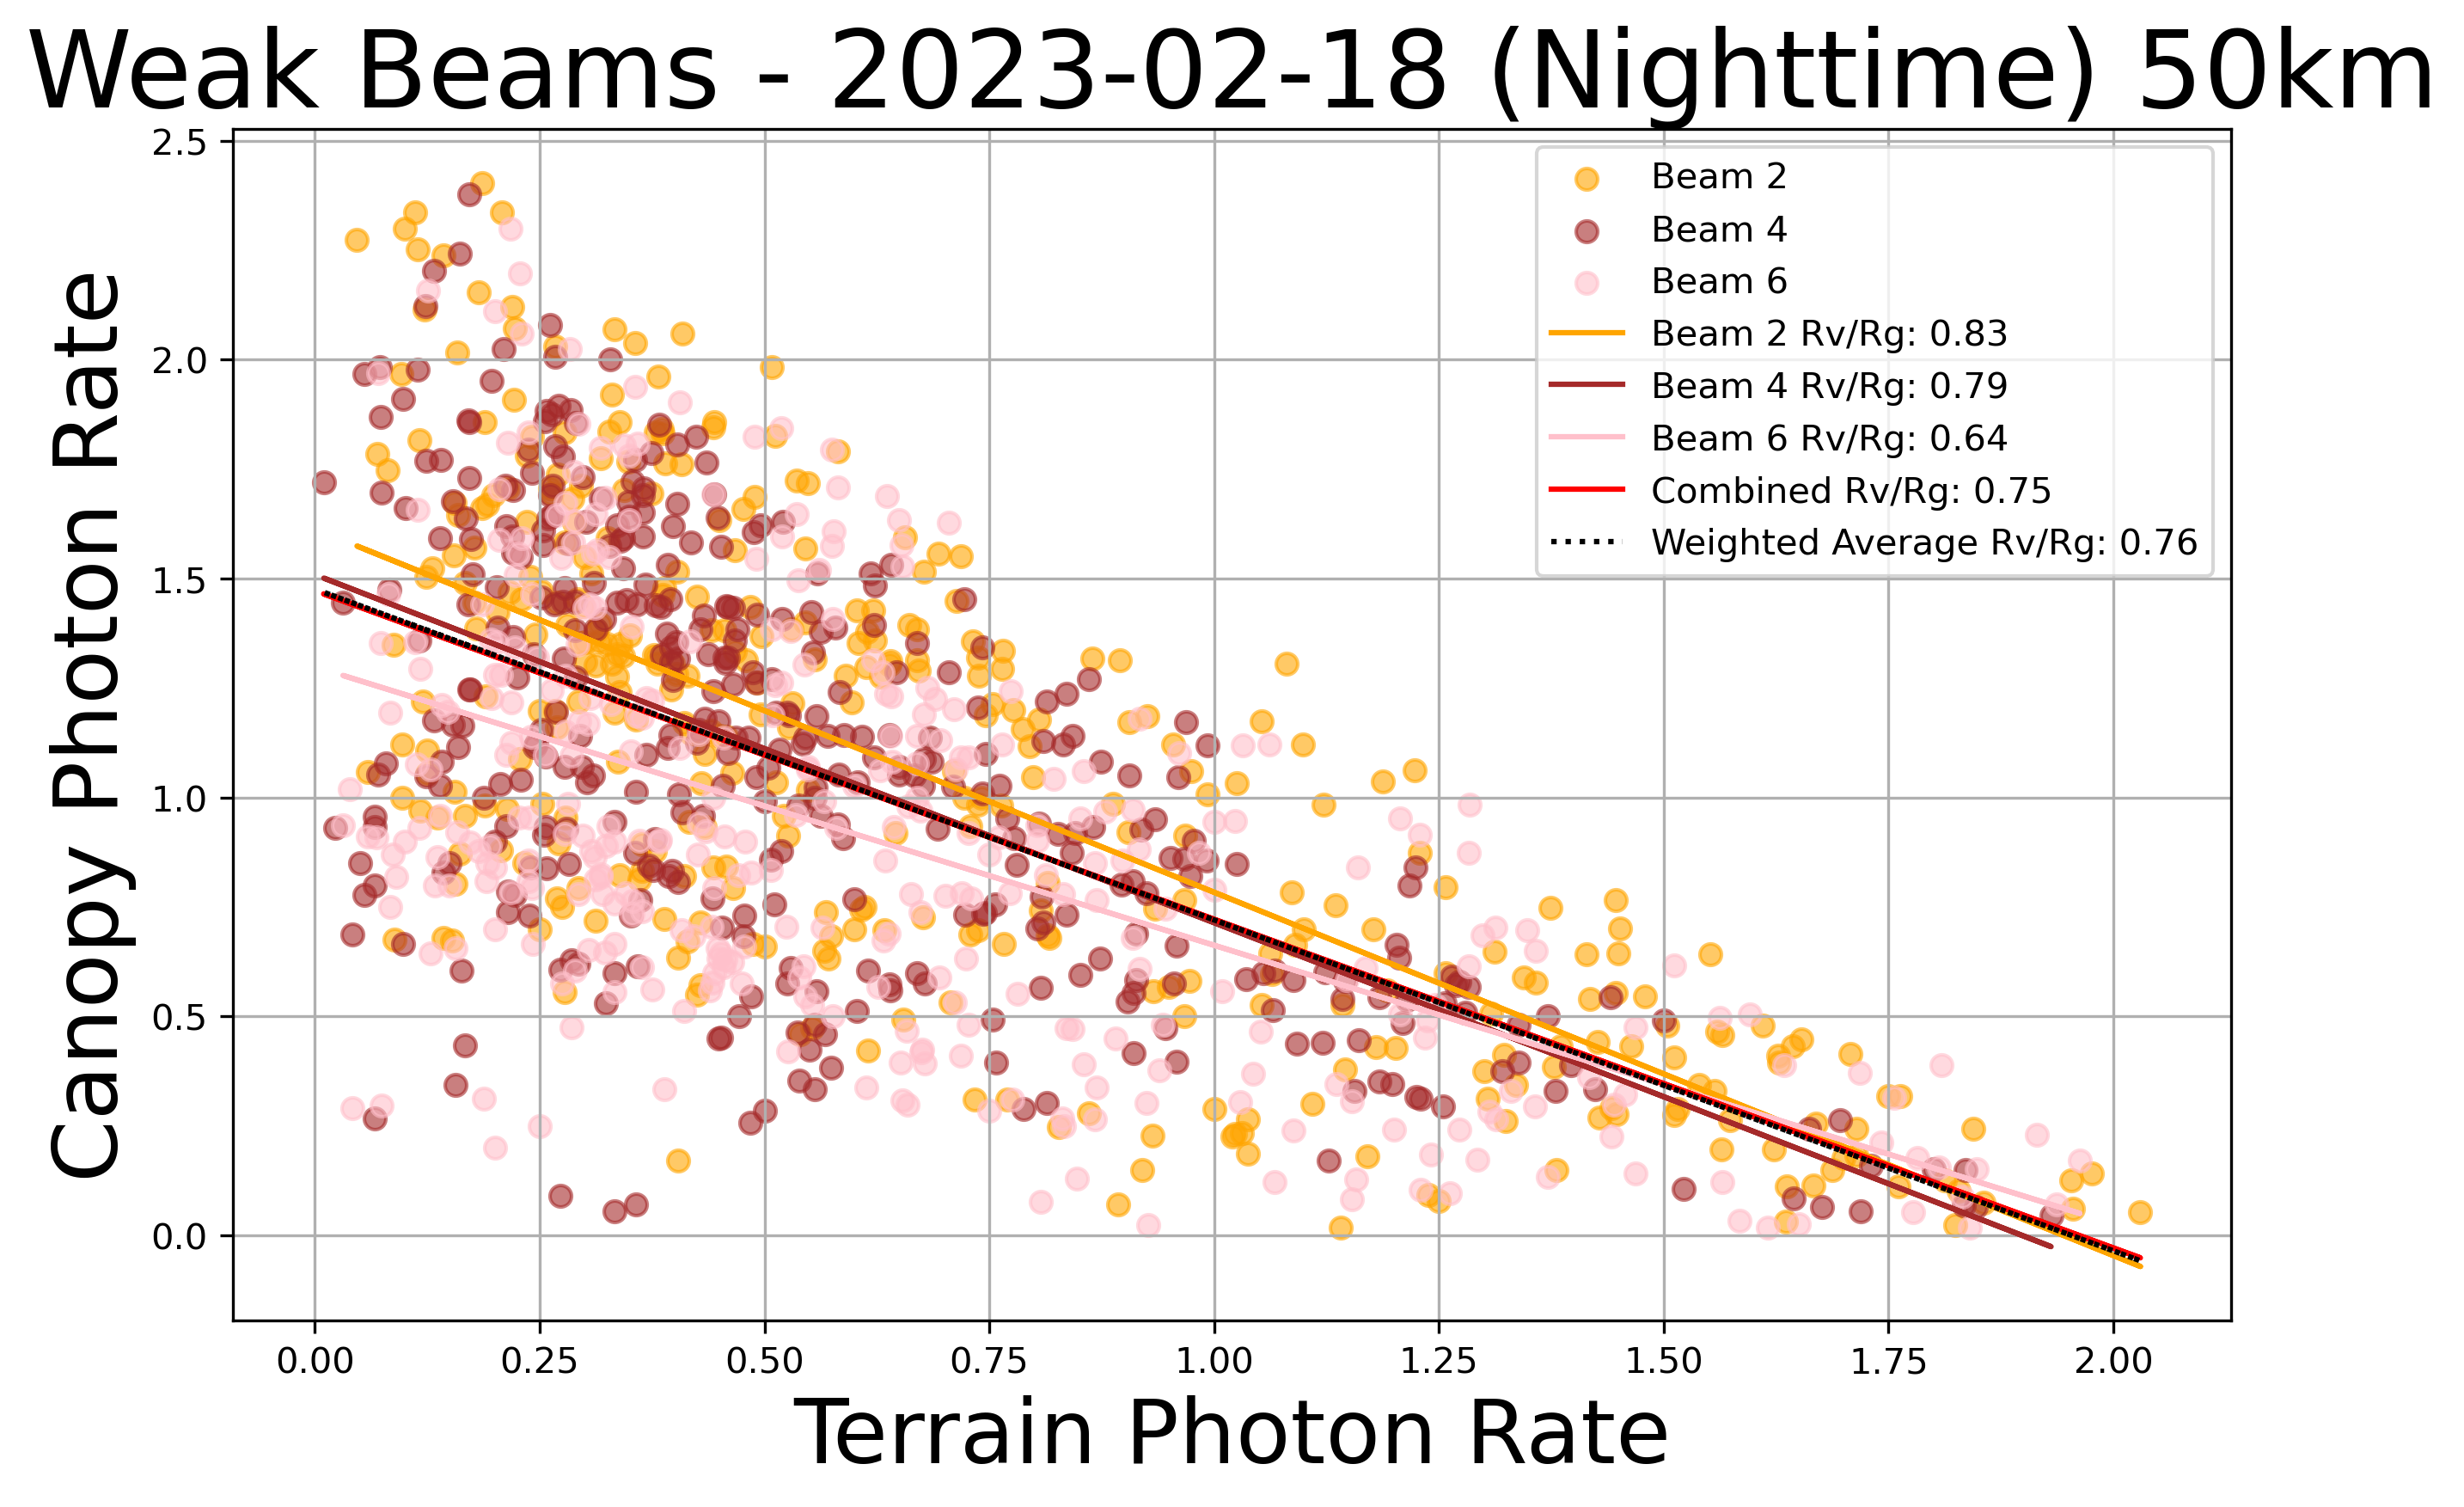 Weak Beams - 2023-02-18 (Nighttime) 50km
Canopy Photon Rate
2.5
2.0
1.5
1.0
0.5
0.0
Beam 2
Beam 4
Beam 6
Beam 2 Rv/Rg: 0.83
Beam 4 Rv/Rg: 0.79
Beam 6 Rv/Rg: 0.64
Combined Rv/Rg: 0.75
Weighted Average Rv/Rg: 0.76
0.00 0.25 0.50 0.75 1.00 1.25 1.50 1.75 2.00
Terrain Photon Rate